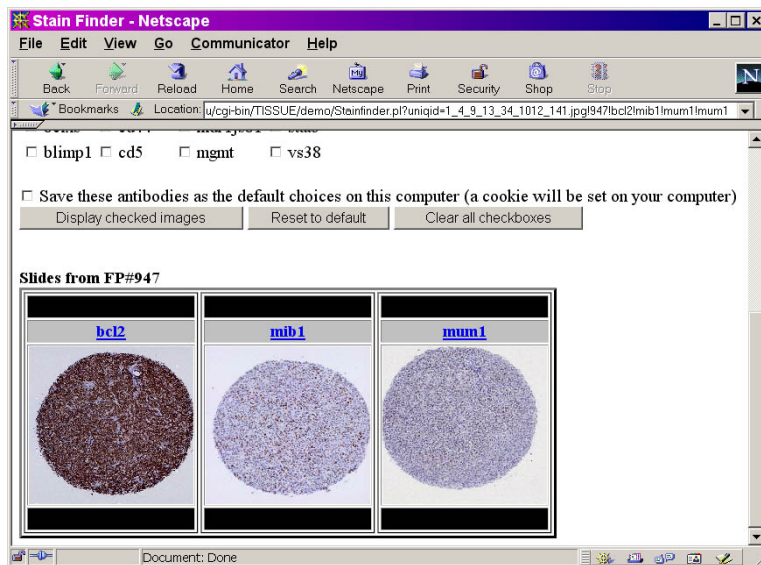 Stain Finder - Netscape
File Edit View Go Communicator Help
Back Forward Reload Home Search Netscape Print Security Shop Stop
Bookmarks Location: u/cgi-bin/TISSUE/demo/Stainfinder.pl?uniqid=1_4_9_13_34_1012_141.jpg!947!bcl2!mib1!mum1!mum1
blimp1 cd5 mgmt vs38
Save these antibodies as the default choices on this computer (a cookie will be set on your computer)
Display checked images Reset to default Clear all checkboxes
Slides from FP#947
bcl2 mib1 mum1
Document: Done